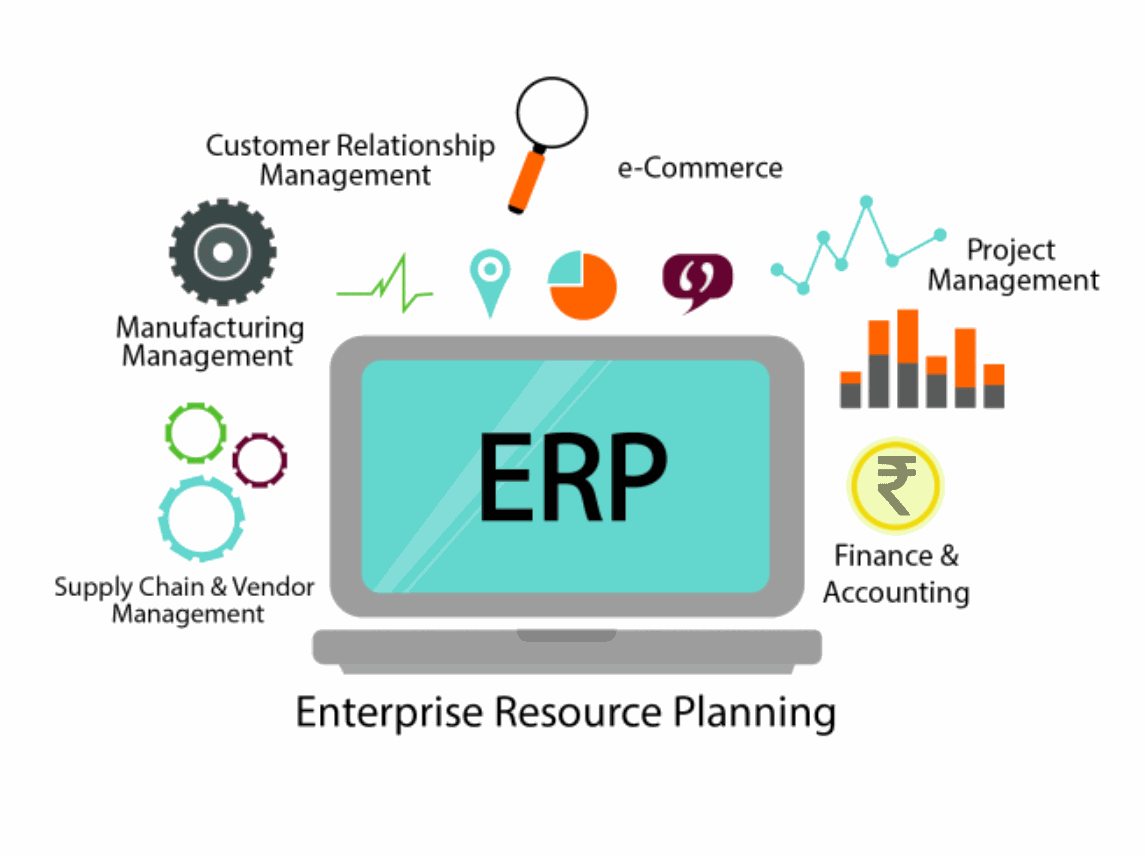 Customer Relationship
Management
e-Commerce
Project
Management
Manufacturing
Management
ERP
₹
Finance &
Accounting
Supply Chain & Vendor
Management
Enterprise Resource Planning